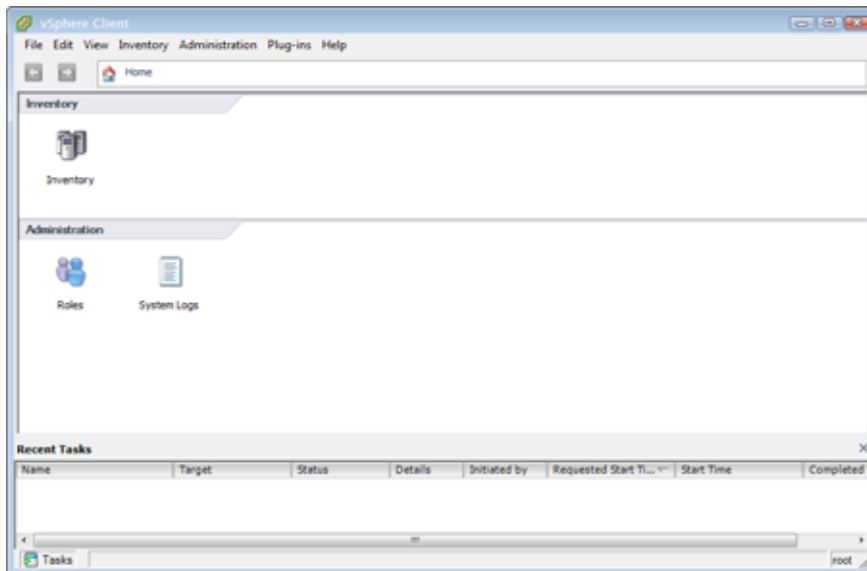 vSphere Client
File Edit View Inventory Administration Plug-ins Help
Home
Inventory
Inventory
Administration
Roles System Logs
Recent Tasks
Name Target Status Details Initiated by Requested Start Ti... Start Time Completed
Tasks root